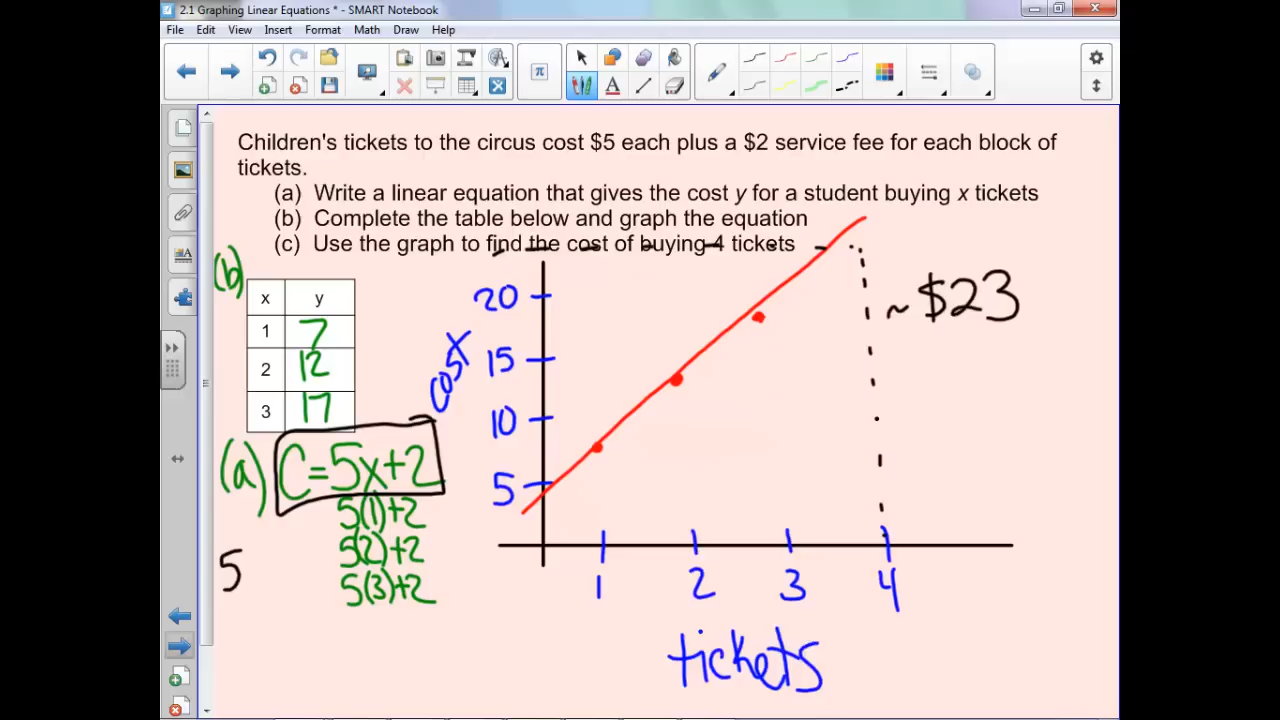 2.1 Graphing Linear Equations * - SMART Notebook
File Edit View Insert Format Math Draw Help
π
A
Children's tickets to the circus cost $5 each plus a $2 service fee for each block of
tickets.
(a) Write a linear equation that gives the cost y for a student buying x tickets
(b) Complete the table below and graph the equation
(c) Use the graph to find the cost of buying 4 tickets
(b)
x y
1 7
2 12
3 17
(a) C=5x+2
5(1)+2
5(2)+2
5(3)+2
5
cost
20
15
10
5
~$23
1 2 3 4
tickets